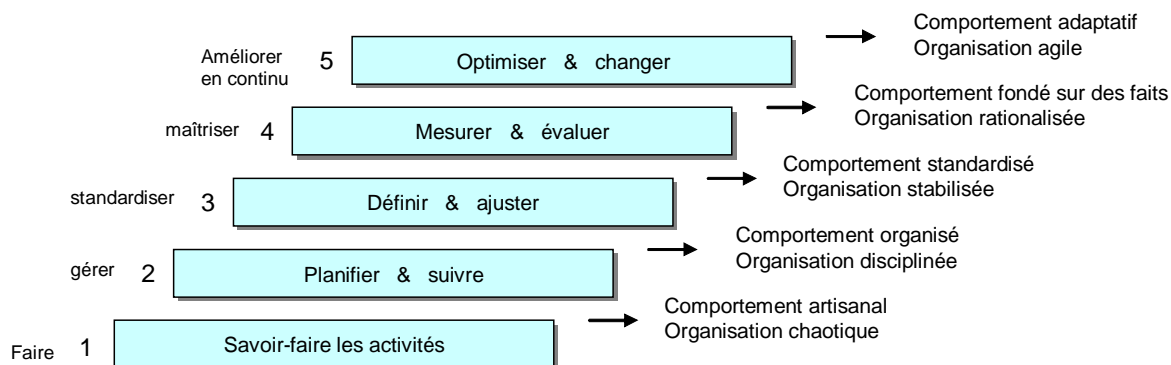 Comportement adaptatif
Organisation agile
Améliorer
en continu
5
Optimiser & changer
Comportement fondé sur des faits
Organisation rationalisée
maîtriser
4
Mesurer & évaluer
Comportement standardisé
Organisation stabilisée
standardiser
3
Définir & ajuster
Comportement organisé
Organisation disciplinée
gérer
2
Planifier & suivre
Comportement artisanal
Organisation chaotique
Faire
1
Savoir-faire les activités